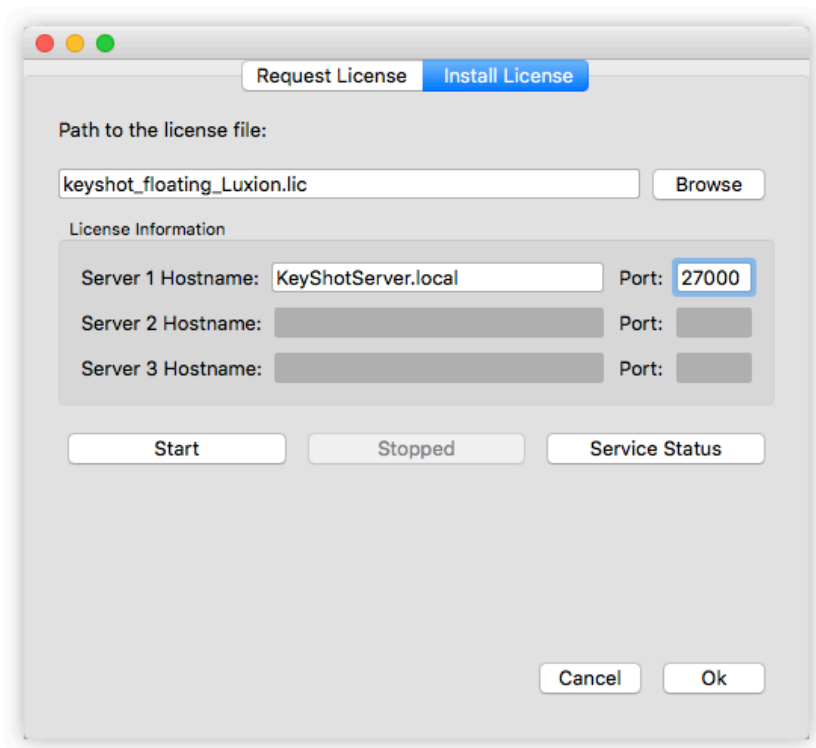 Request License Install License
Path to the license file:
keyshot_floating_Luxion.lic Browse
License Information
Server 1 Hostname: KeyShotServer.local Port: 27000
Server 2 Hostname: Port:
Server 3 Hostname: Port:
Start Stopped Service Status
Cancel Ok